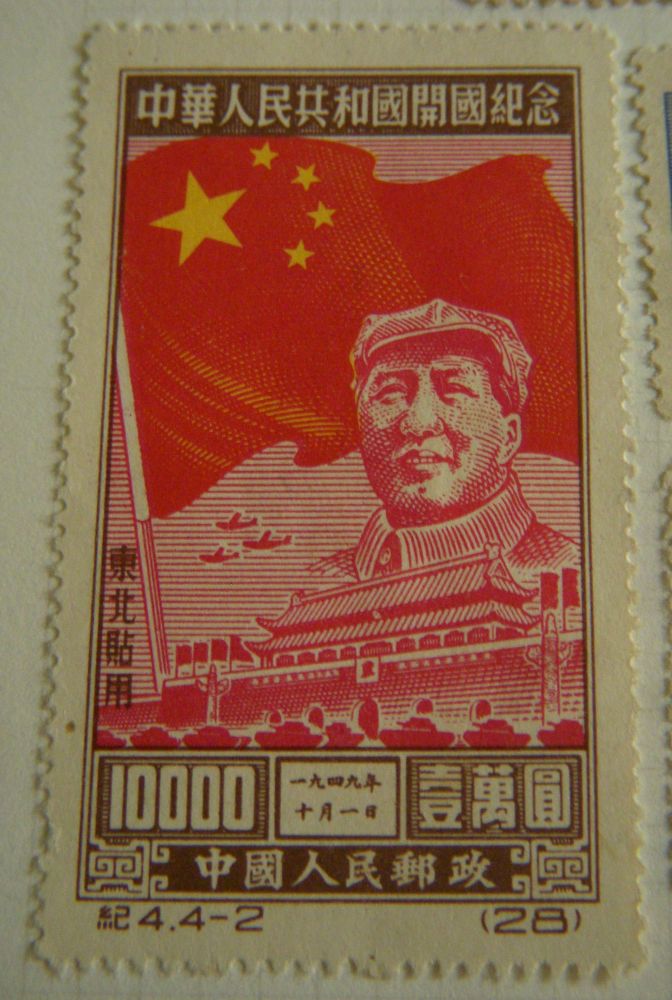 中華人民共和國開國紀念
東北貼用
10000
一九四九年
十月一日
壹萬圓
中國人民郵政
紀4.4-2
(28)